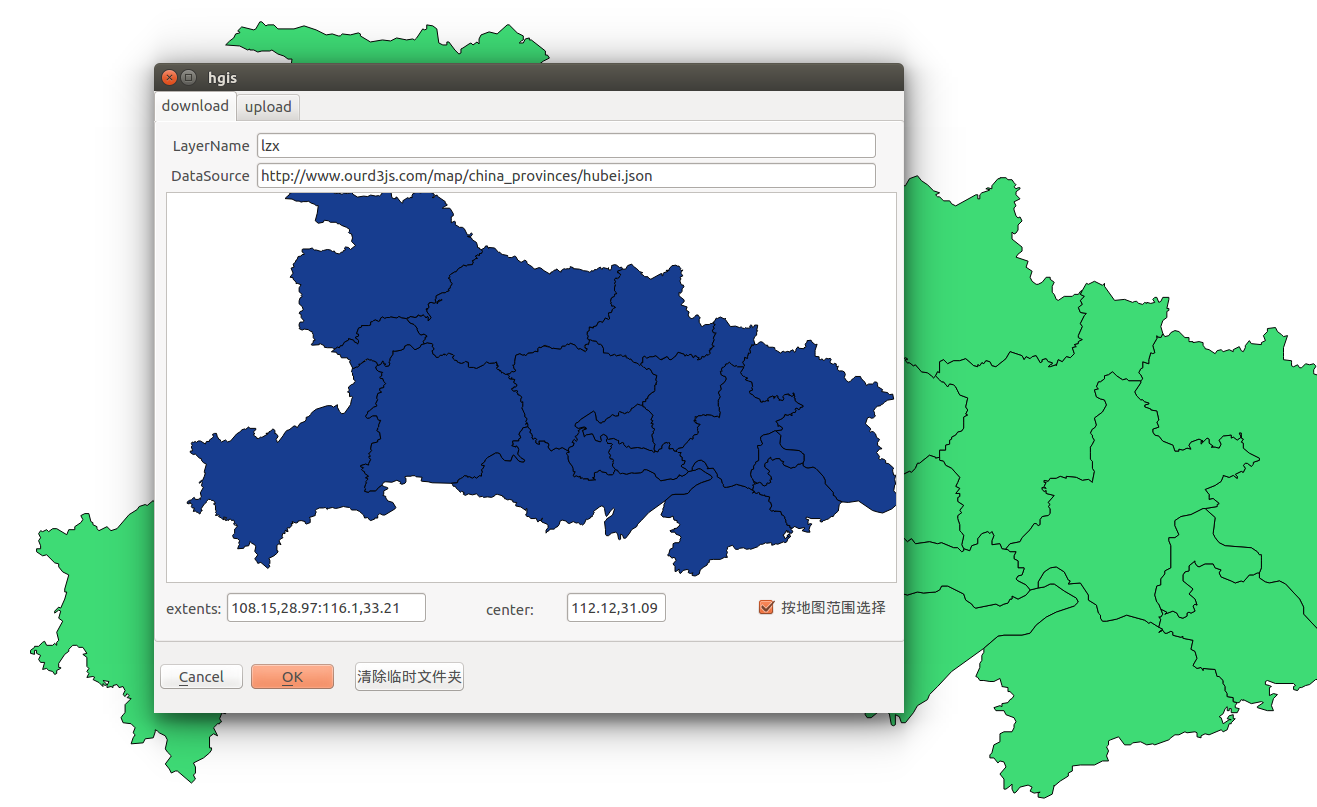 hgis
download upload
LayerName lzx
DataSource http://www.ourd3js.com/map/china_provinces/hubei.json
extents: 108.15,28.97:116.1,33.21 center: 112.12,31.09 按地图范围选择
Cancel OK 清除临时文件夹